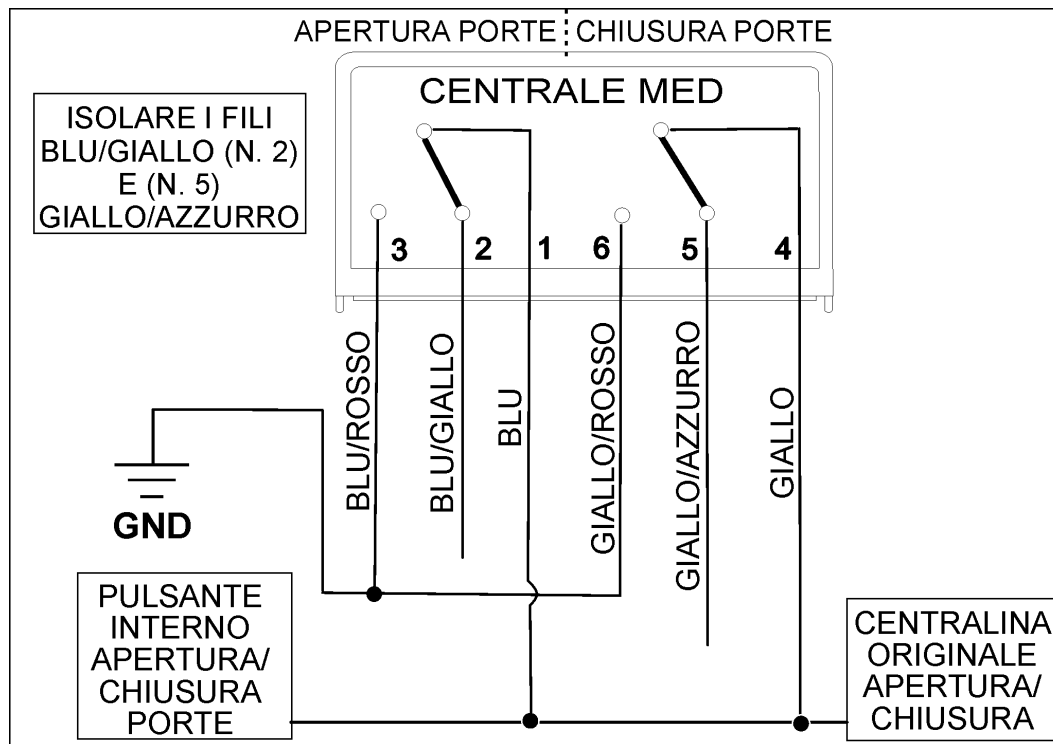 APERTURA PORTE CHIUSURA PORTE
CENTRALE MED
ISOLARE I FILI
BLU/GIALLO (N. 2)
E (N. 5)
GIALLO/AZZURRO
3 2 1 6 5 4
BLU/ROSSO
BLU/GIALLO
BLU
GIALLO/ROSSO
GIALLO/AZZURRO
GIALLO
GND
PULSANTE
INTERNO
APERTURA/
CHIUSURA
PORTE
CENTRALINA
ORIGINALE
APERTURA/
CHIUSURA